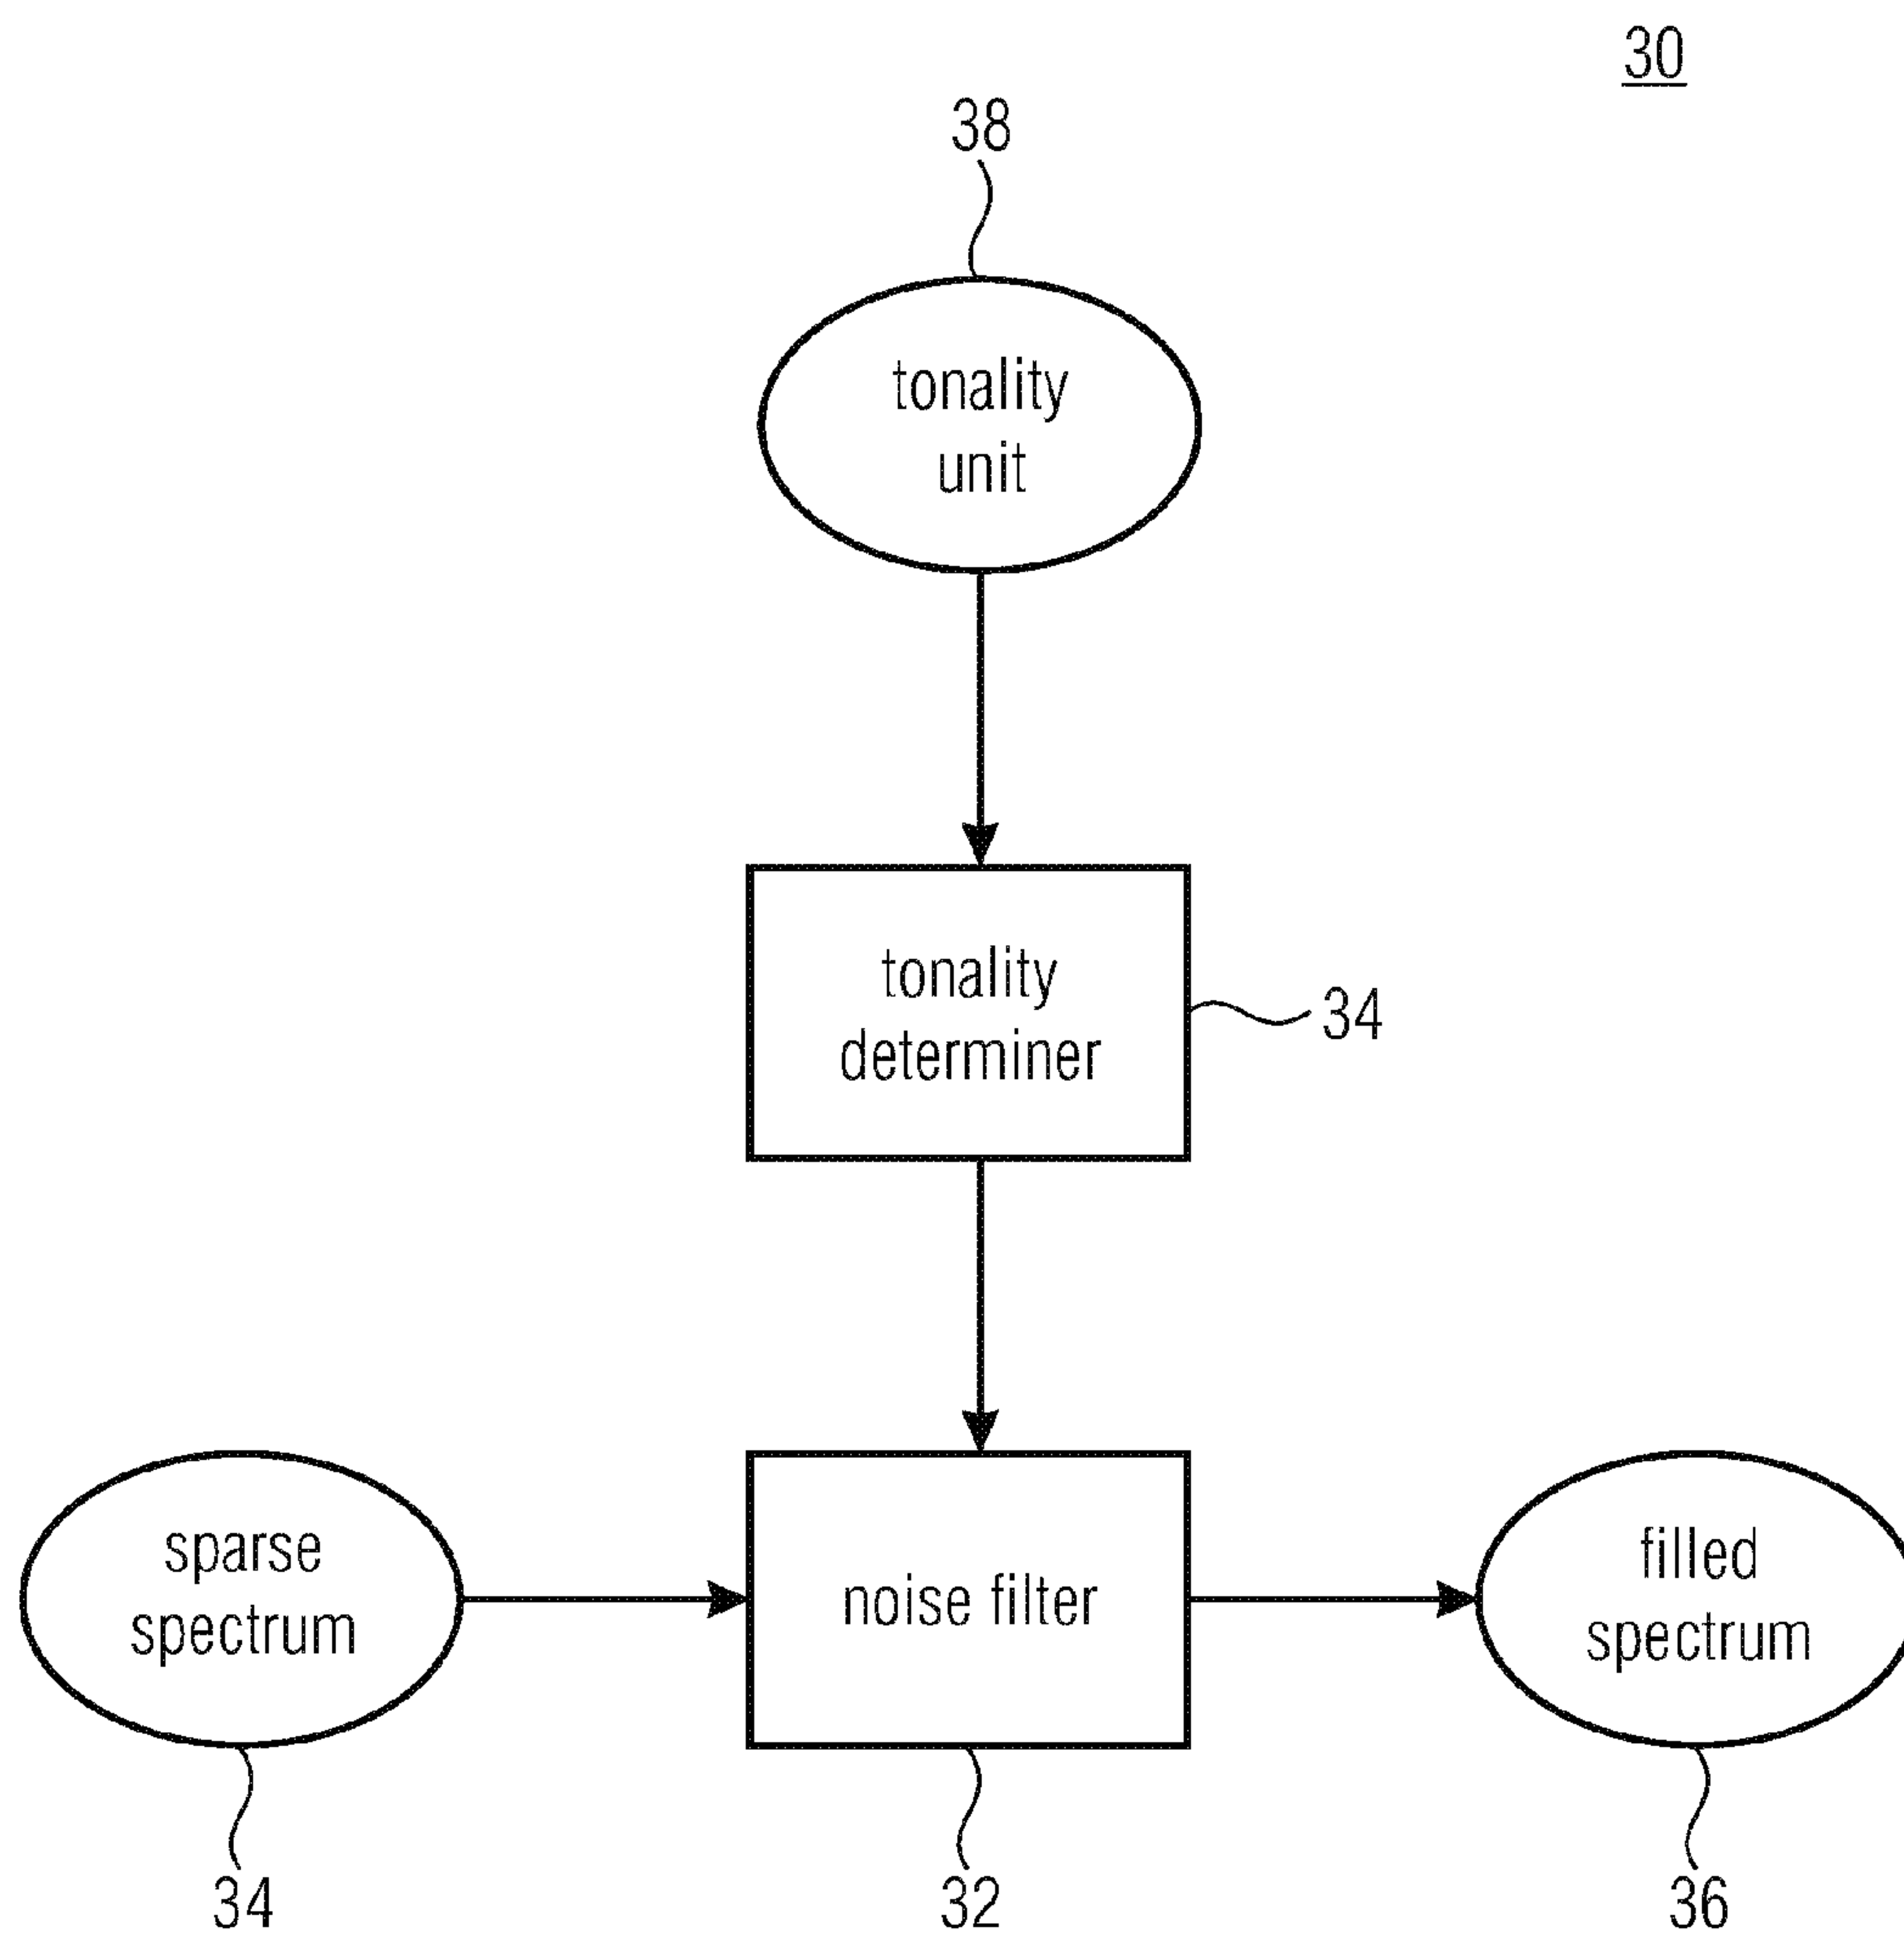 30
38
tonality
unit
tonality
determiner
34
sparse
spectrum
noise filter
filled
spectrum
34
32
36